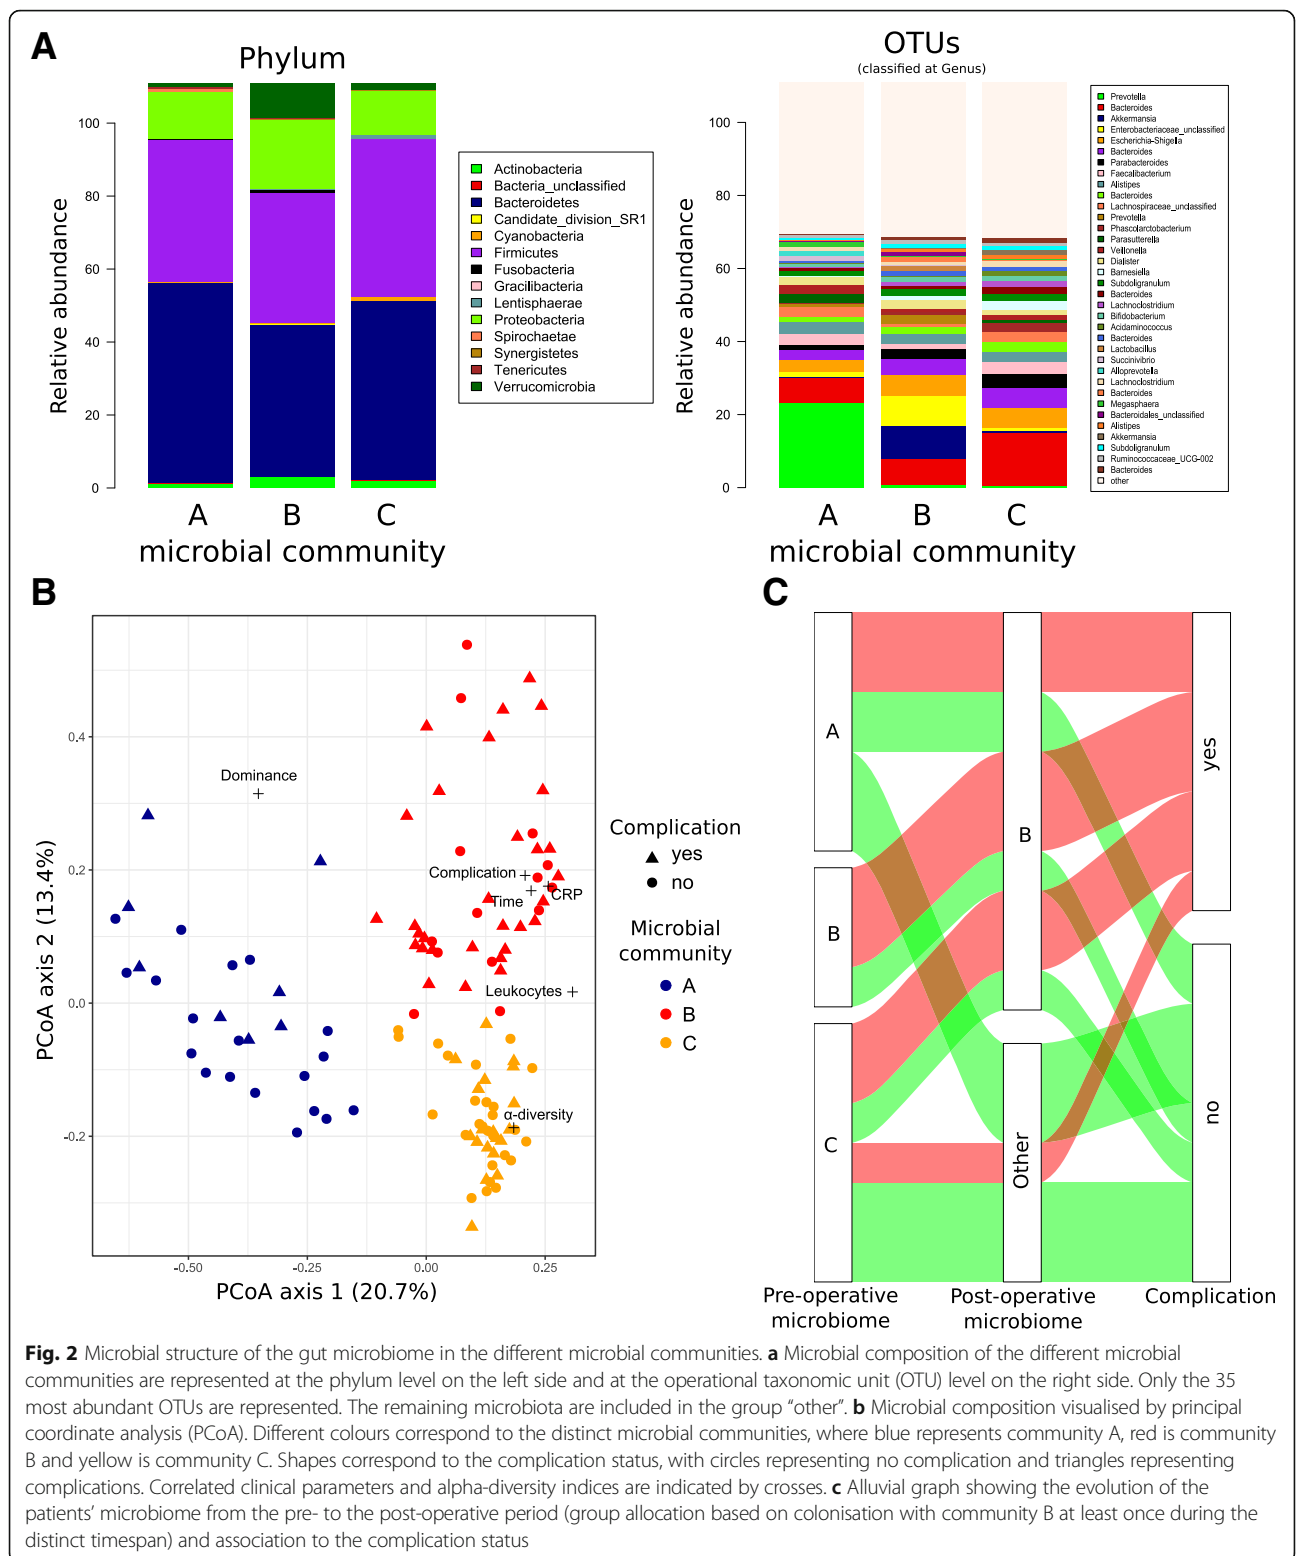 A
Phylum
Relative abundance
100
80
60
40
20
0
A B C
microbial community
Actinobacteria
Bacteria_unclassified
Bacteroidetes
Candidate_division_SR1
Cyanobacteria
Firmicutes
Fusobacteria
Gracilibacteria
Lentisphaerae
Proteobacteria
Spirochaetae
Synergistetes
Tenericutes
Verrucomicrobia
OTUs
(classified at Genus)
Relative abundance
100
80
60
40
20
0
A B C
microbial community
Prevotella
Bacteroides
Akkermansia
Enterobacteriaceae_unclassified
Escherichia-Shigella
Bacteroides
Parabacteroides
Faecalibacterium
Alistipes
Bacteroides
Lachnospiraceae_unclassified
Prevotella
Phascolarctobacterium
Parasutterella
Veillonella
Dialister
Barnesiella
Subdoligranulum
Bacteroides
Lachnoclostridium
Bifidobacterium
Acidaminococcus
Bacteroides
Lactobacillus
Succinivibrio
Alloprevotella
Lachnoclostridium
Bacteroides
Megasphaera
Bacteroidales_unclassified
Alistipes
Akkermansia
Subdoligranulum
Ruminococcaceae_UCG-002
Bacteroides
other
B
PCoA axis 2 (13.4%)
0.4
0.2
0.0
-0.2
Dominance
Complication
Time
CRP
Leukocytes
α-diversity
-0.50 -0.25 0.00 0.25
PCoA axis 1 (20.7%)
Complication
yes
no
Microbial
community
A
B
C
C
A
B
C
B
Other
yes
no
Pre-operative
microbiome
Post-operative
microbiome
Complication
Fig. 2 Microbial structure of the gut microbiome in the different microbial communities. a Microbial composition of the different microbial
communities are represented at the phylum level on the left side and at the operational taxonomic unit (OTU) level on the right side. Only the 35
most abundant OTUs are represented. The remaining microbiota are included in the group “other”. b Microbial composition visualised by principal
coordinate analysis (PCoA). Different colours correspond to the distinct microbial communities, where blue represents community A, red is community
B and yellow is community C. Shapes correspond to the complication status, with circles representing no complication and triangles representing
complications. Correlated clinical parameters and alpha-diversity indices are indicated by crosses. c Alluvial graph showing the evolution of the
patients’ microbiome from the pre- to the post-operative period (group allocation based on colonisation with community B at least once during the
distinct timespan) and association to the complication status